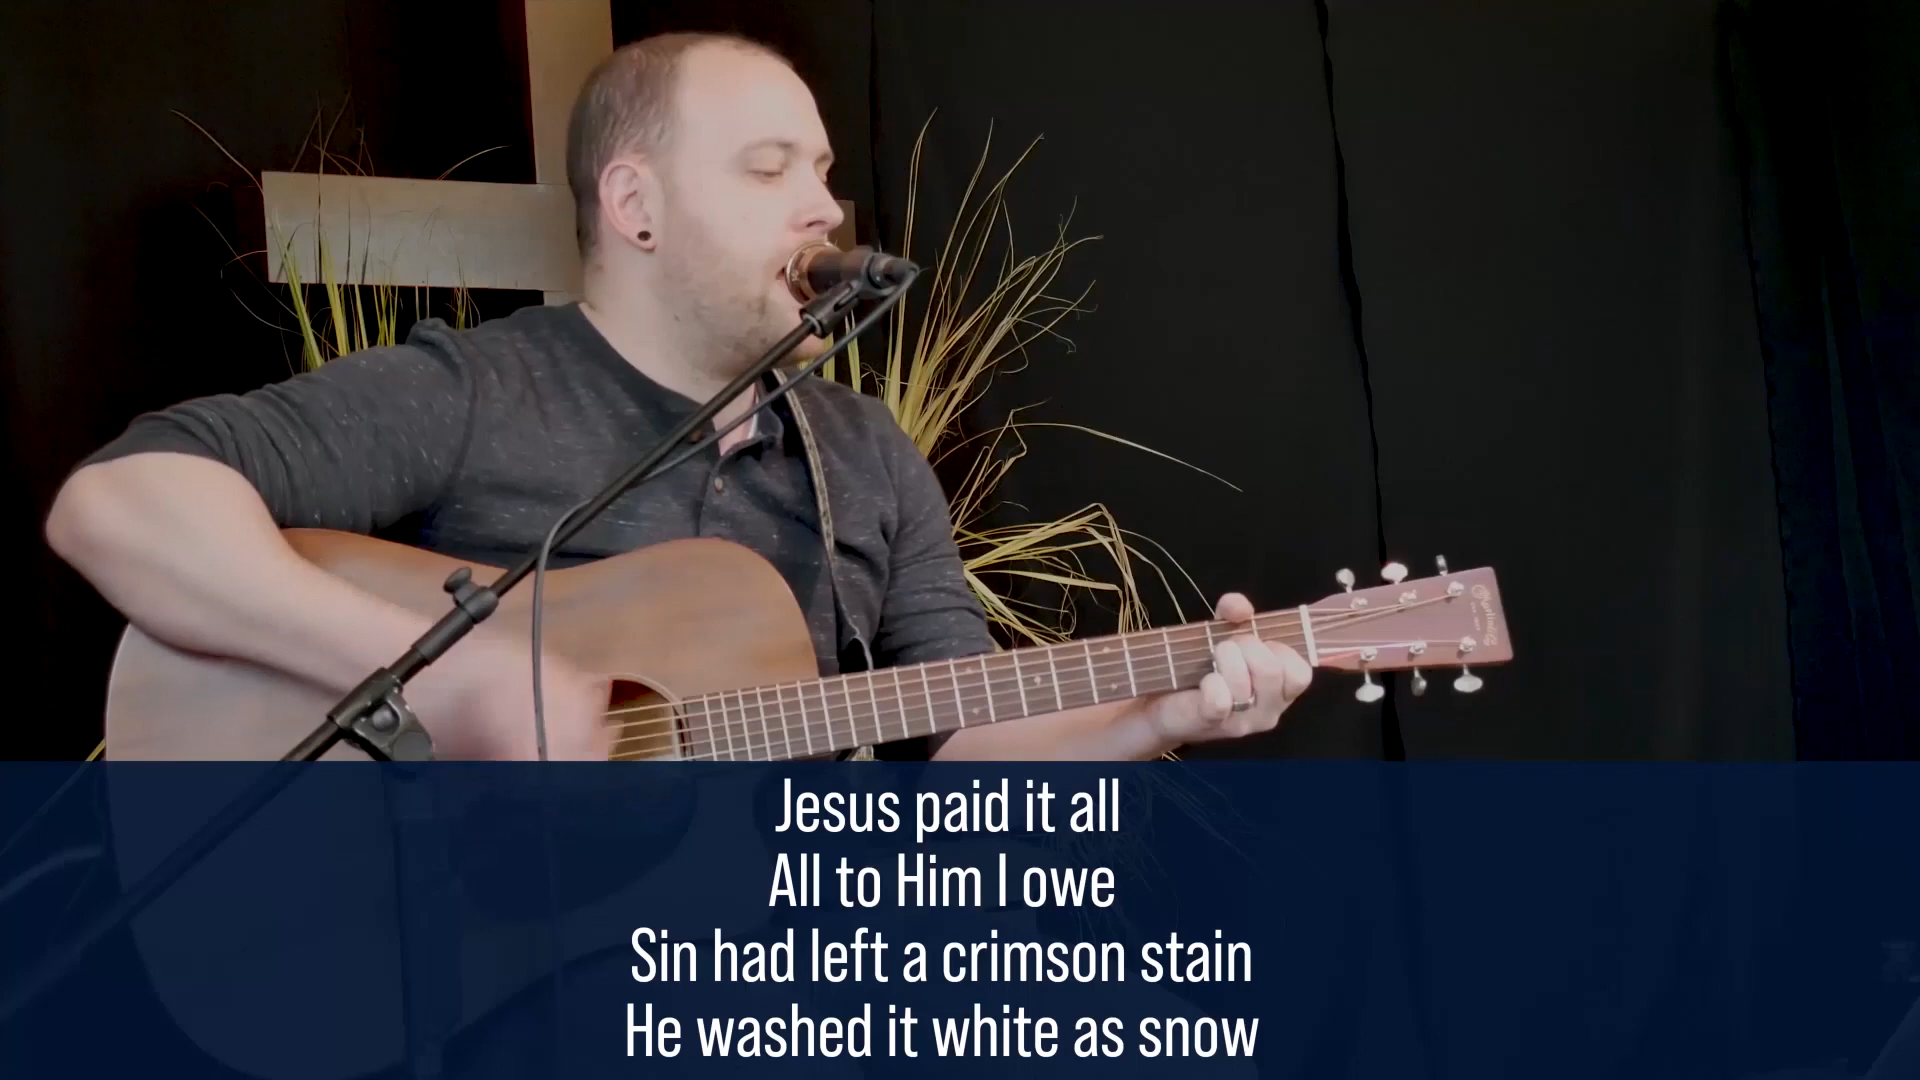 Jesus paid it all
All to Him I owe
Sin had left a crimson stain
He washed it white as snow